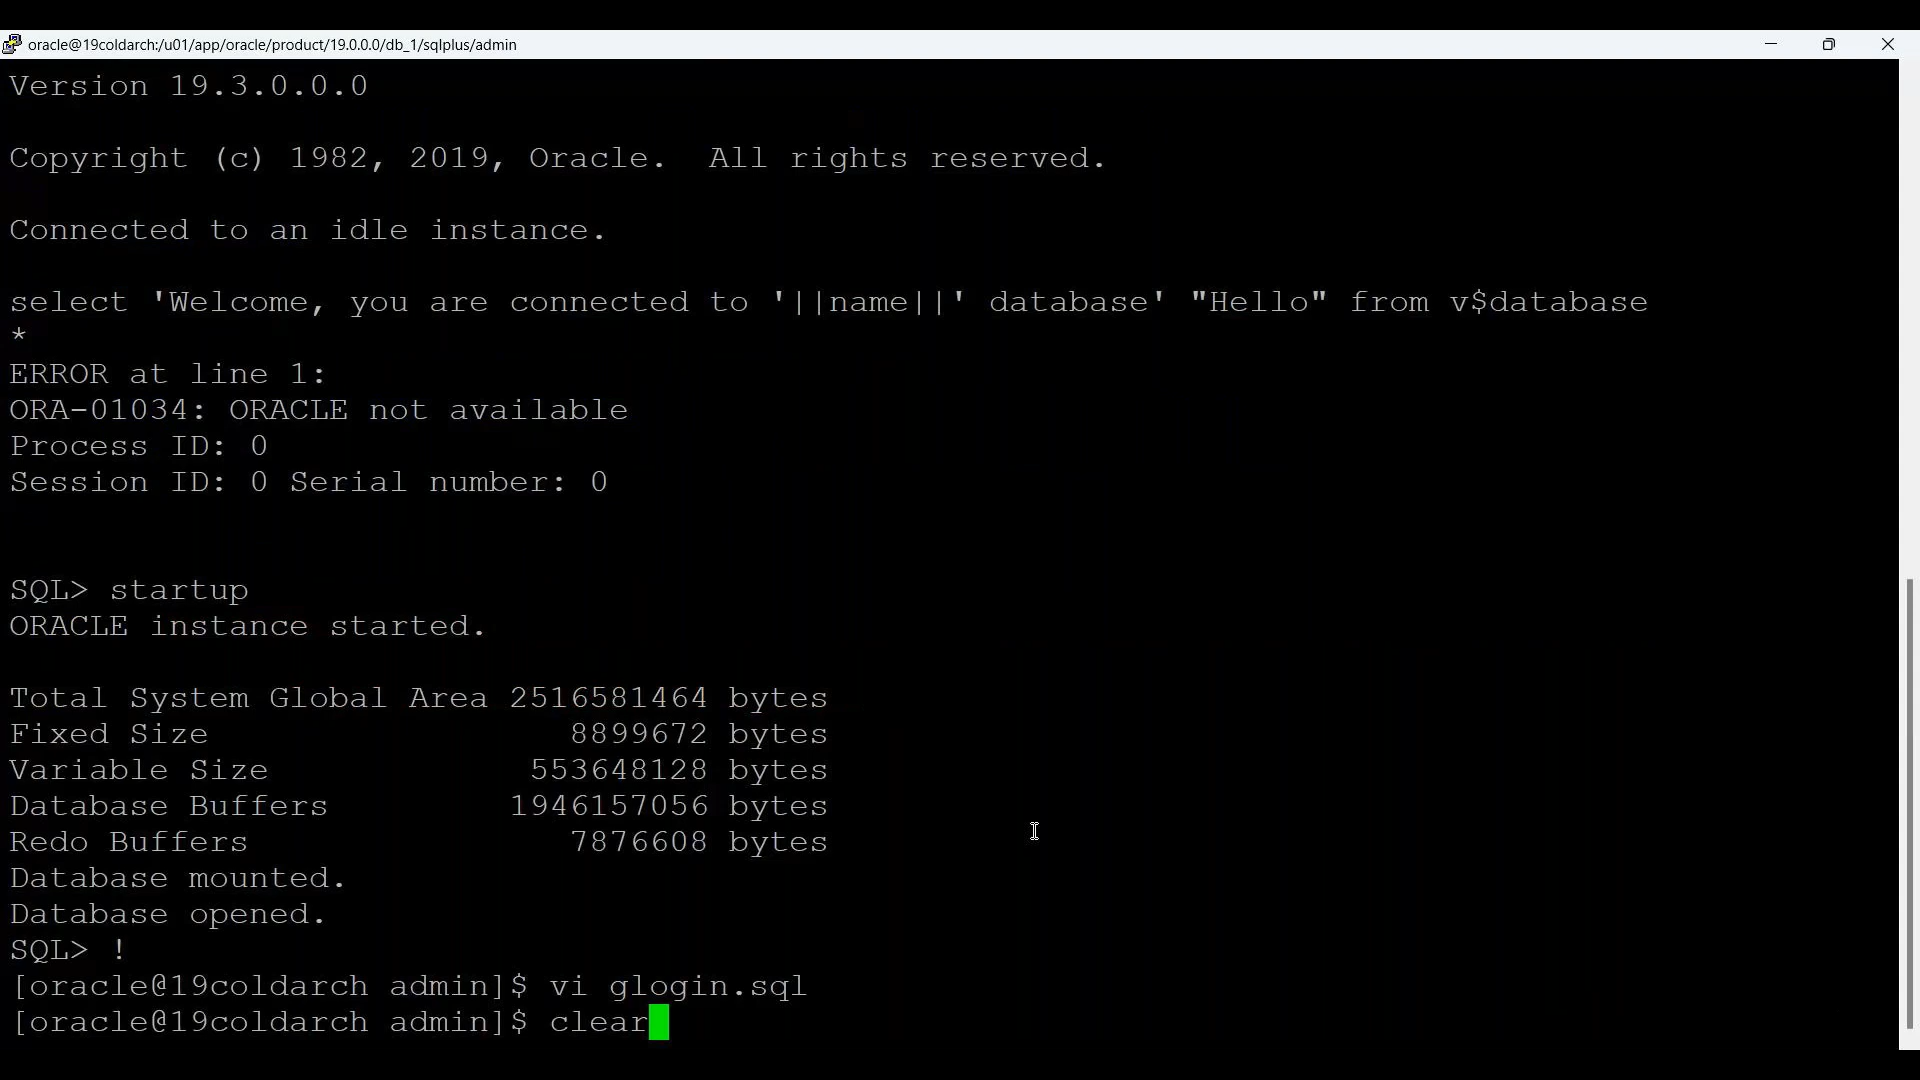 oracle@19coldarch:/u01/app/oracle/product/19.0.0.0/db_1/sqlplus/admin
Version 19.3.0.0.0
Copyright (c) 1982, 2019, Oracle.  All rights reserved.
Connected to an idle instance.
select 'Welcome, you are connected to '||name||' database' "Hello" from v$database
*
ERROR at line 1:
ORA-01034: ORACLE not available
Process ID: 0
Session ID: 0 Serial number: 0
SQL> startup
ORACLE instance started.
Total System Global Area 2516581464 bytes
Fixed Size                  8899672 bytes
Variable Size             553648128 bytes
Database Buffers         1946157056 bytes
Redo Buffers                7876608 bytes
Database mounted.
Database opened.
SQL> !
[oracle@19coldarch admin]$ vi glogin.sql
[oracle@19coldarch admin]$ clear